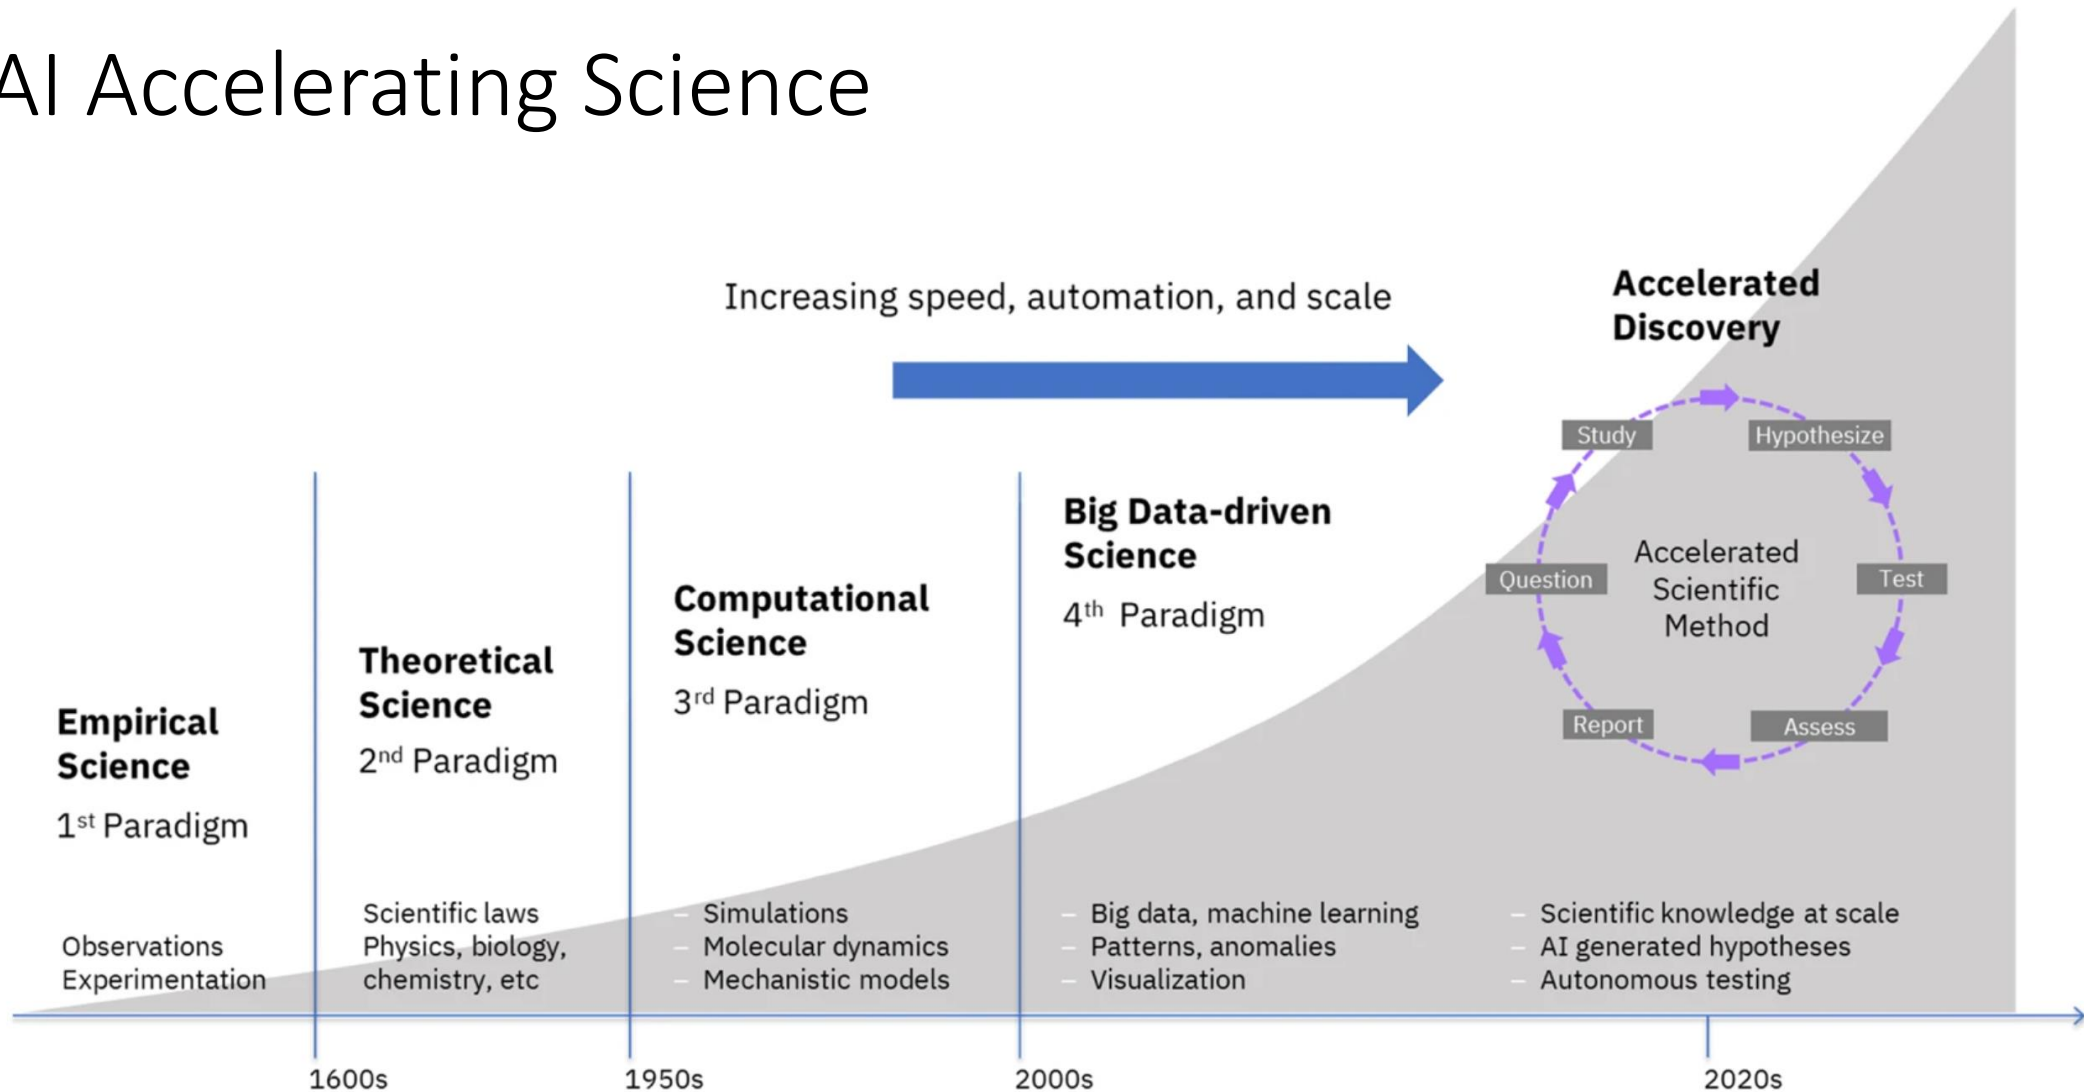 AI Accelerating Science
Increasing speed, automation, and scale
Empirical
Science
1st Paradigm
Observations
Experimentation
Theoretical
Science
2nd Paradigm
Scientific laws
Physics, biology,
chemistry, etc
Computational
Science
3rd Paradigm
– Simulations
– Molecular dynamics
– Mechanistic models
Big Data-driven
Science
4th Paradigm
– Big data, machine learning
– Patterns, anomalies
– Visualization
Accelerated
Discovery
Study
Hypothesize
Test
Assess
Report
Question
Accelerated
Scientific
Method
– Scientific knowledge at scale
– AI generated hypotheses
– Autonomous testing
1600s
1950s
2000s
2020s